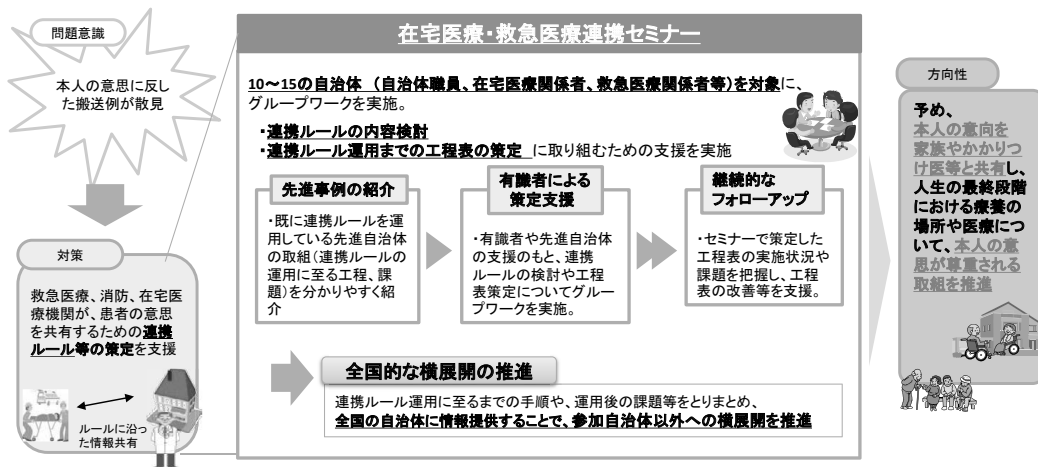 問題意識
本人の意思に反し
た搬送例が散見
対策
救急医療、消防、在宅医
療機関が、患者の意思
を共有するための連携
ルール等の策定を支援
ルールに沿っ
た情報共有
在宅医療・救急医療連携セミナー
10～15の自治体 （自治体職員、在宅医療関係者、救急医療関係者等）を対象に、
グループワークを実施。
・連携ルールの内容検討
・連携ルール運用までの工程表の策定 に取り組むための支援を実施
先進事例の紹介
・既に連携ルールを運
用している先進自治体
の取組（連携ルールの
運用に至る工程、課
題）を分かりやすく紹
介
有識者による
策定支援
・有識者や先進自治体
の支援のもと、連携
ルールの検討や工程
表策定についてグルー
プワークを実施。
継続的な
フォローアップ
・セミナーで策定した
工程表の実施状況や
課題を把握し、工程
表の改善等を支援。
全国的な横展開の推進
連携ルール運用に至るまでの手順や、運用後の課題等をとりまとめ、
全国の自治体に情報提供することで、参加自治体以外への横展開を推進
方向性
予め、
本人の意向を
家族やかかりつ
け医等と共有し、
人生の最終段階
における療養の
場所や医療につ
いて、本人の意
思が尊重される
取組を推進